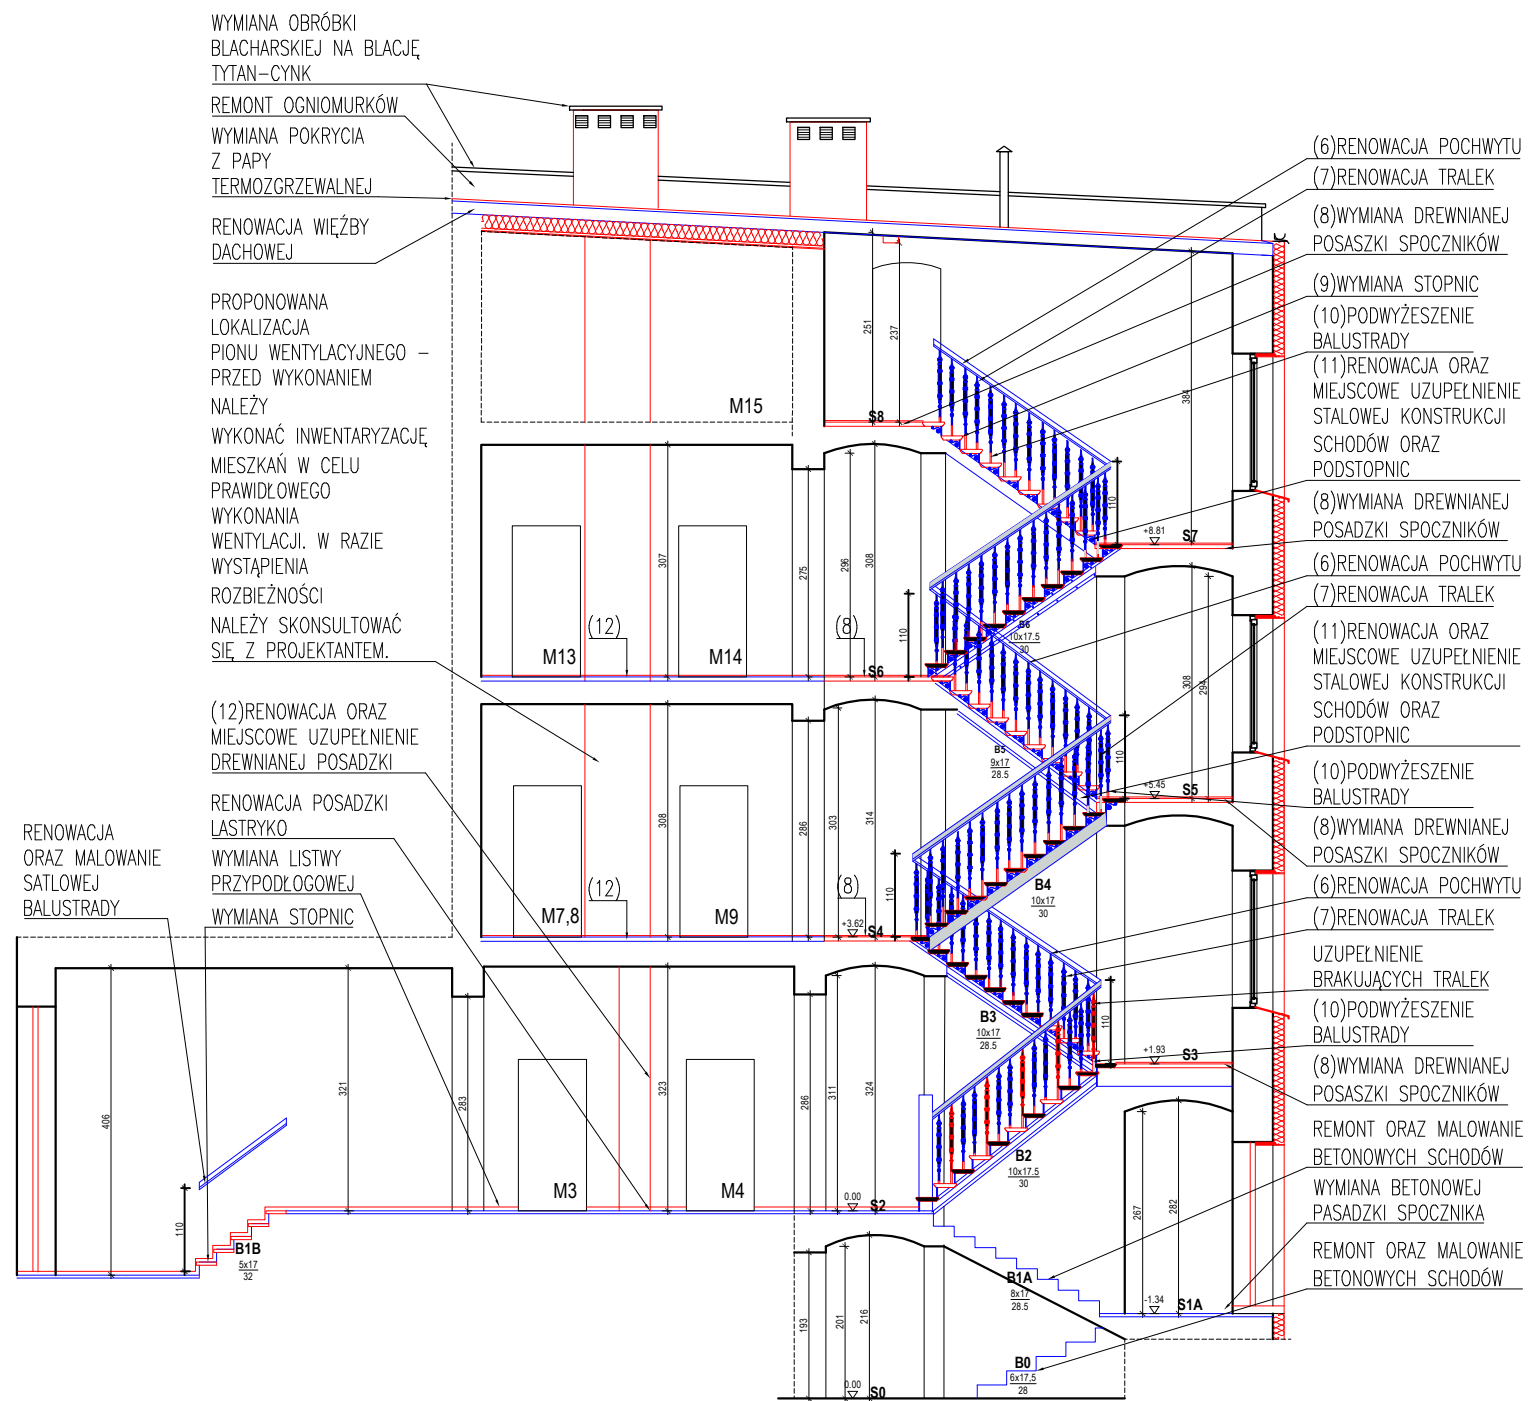 WYMIANA OBRÓBKI
BLACHARSKIEJ NA BLACJĘ
TYTAN-CYNK
REMONT OGNIOMURKÓW
WYMIANA POKRYCIA
Z PAPY
TERMOZGRZEWALNEJ
RENOWACJA WIĘŹBY
DACHOWEJ
PROPONOWANA
LOKALIZACJA
PIONU WENTYLACYJNEGO -
PRZED WYKONANIEM
NALEŻY
WYKONAĆ INWENTARYZACJĘ
MIESZKAŃ W CELU
PRAWIDŁOWEGO
WYKONANIA
WENTYLACJI. W RAZIE
WYSTĄPIENIA
ROZBIEŻNOŚCI
NALEŻY SKONSULTOWAĆ
SIĘ Z PROJEKTANTEM.
(12)RENOWACJA ORAZ
MIEJSCOWE UZUPEŁNIENIE
DREWNIANEJ POSADZKI
RENOWACJA POSADZKI
LASTRYKO
WYMIANA LISTWY
PRZYPODŁOGOWEJ
WYMIANA STOPNIC
RENOWACJA
ORAZ MALOWANIE
SATLOWEJ
BALUSTRADY
(6)RENOWACJA POCHWYTU
(7)RENOWACJA TRALEK
(8)WYMIANA DREWNIANEJ
POSASZKI SPOCZNIKÓW
(9)WYMIANA STOPNIC
(10)PODWYŻESZENIE
BALUSTRADY
(11)RENOWACJA ORAZ
MIEJSCOWE UZUPEŁNIENIE
STALOWEJ KONSTRUKCJI
SCHODÓW ORAZ
PODSTOPNIC
(8)WYMIANA DREWNIANEJ
POSADZKI SPOCZNIKÓW
(6)RENOWACJA POCHWYTU
(7)RENOWACJA TRALEK
(11)RENOWACJA ORAZ
MIEJSCOWE UZUPEŁNIENIE
STALOWEJ KONSTRUKCJI
SCHODÓW ORAZ
PODSTOPNIC
(10)PODWYŻESZENIE
BALUSTRADY
(8)WYMIANA DREWNIANEJ
POSASZKI SPOCZNIKÓW
(6)RENOWACJA POCHWYTU
(7)RENOWACJA TRALEK
UZUPEŁNIENIE
BRAKUJĄCYCH TRALEK
(10)PODWYŻESZENIE
BALUSTRADY
(8)WYMIANA DREWNIANEJ
POSASZKI SPOCZNIKÓW
REMONT ORAZ MALOWANIE
BETONOWYCH SCHODÓW
WYMIANA BETONOWEJ
PASADZKI SPOCZNIKA
REMONT ORAZ MALOWANIE
BETONOWYCH SCHODÓW
251
237
384
M15
S8
110
+8.81
S7
307
275
296
308
(12)
(8)
M13
M14
S6
110
B6
10x17.5
30
308
294
B5
9x17
28.5
110
+5.45
S5
308
286
303
314
(12)
(8)
M7,8
M9
+3.62
S4
110
B4
10x17
30
B3
10x17
28.5
110
+1.93
S3
406
321
283
323
286
311
324
M3
M4
0.00
S2
B2
10x17.5
30
110
B1B
5x17
32
267
282
-1.34
S1A
B1A
8x17
28.5
193
201
216
B0
6x17,5
28
0.00
S0